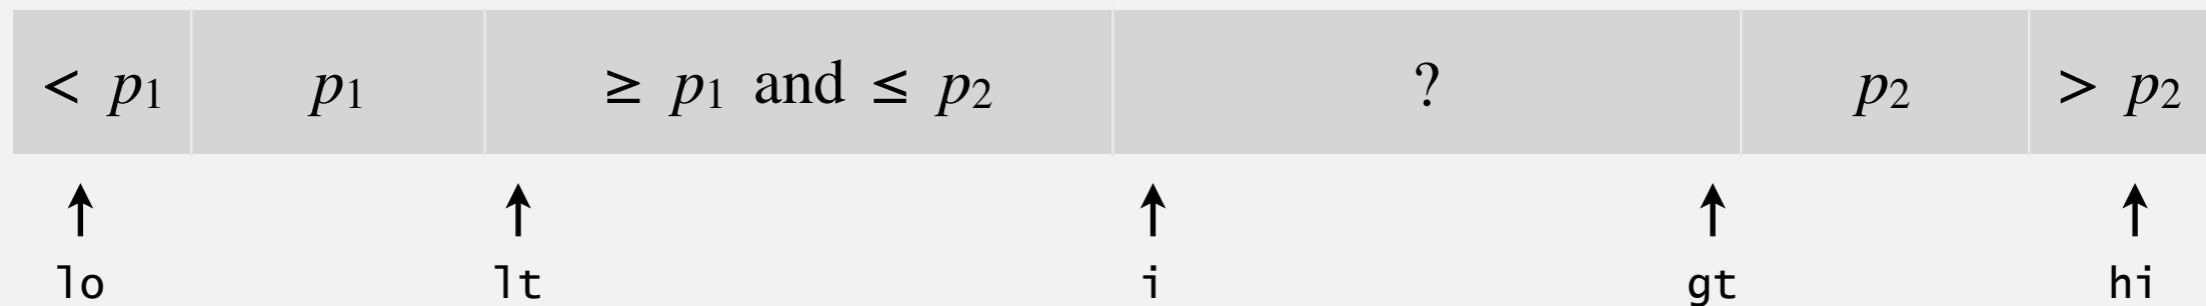 < p1 p1 ≥ p1 and ≤ p2 ? p2 > p2
lo lt i gt hi